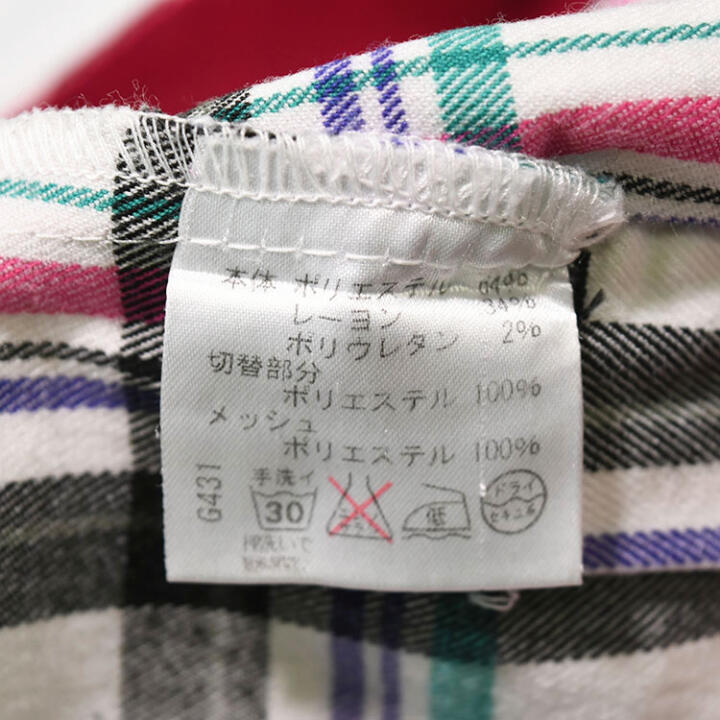 本体 ポリエステル 64%
レーヨン 34%
ポリウレタン 2%
切替部分
ポリエステル 100%
メッシュ
ポリエステル 100%
G431
手洗イ
30
低
ドライ
セキユ系